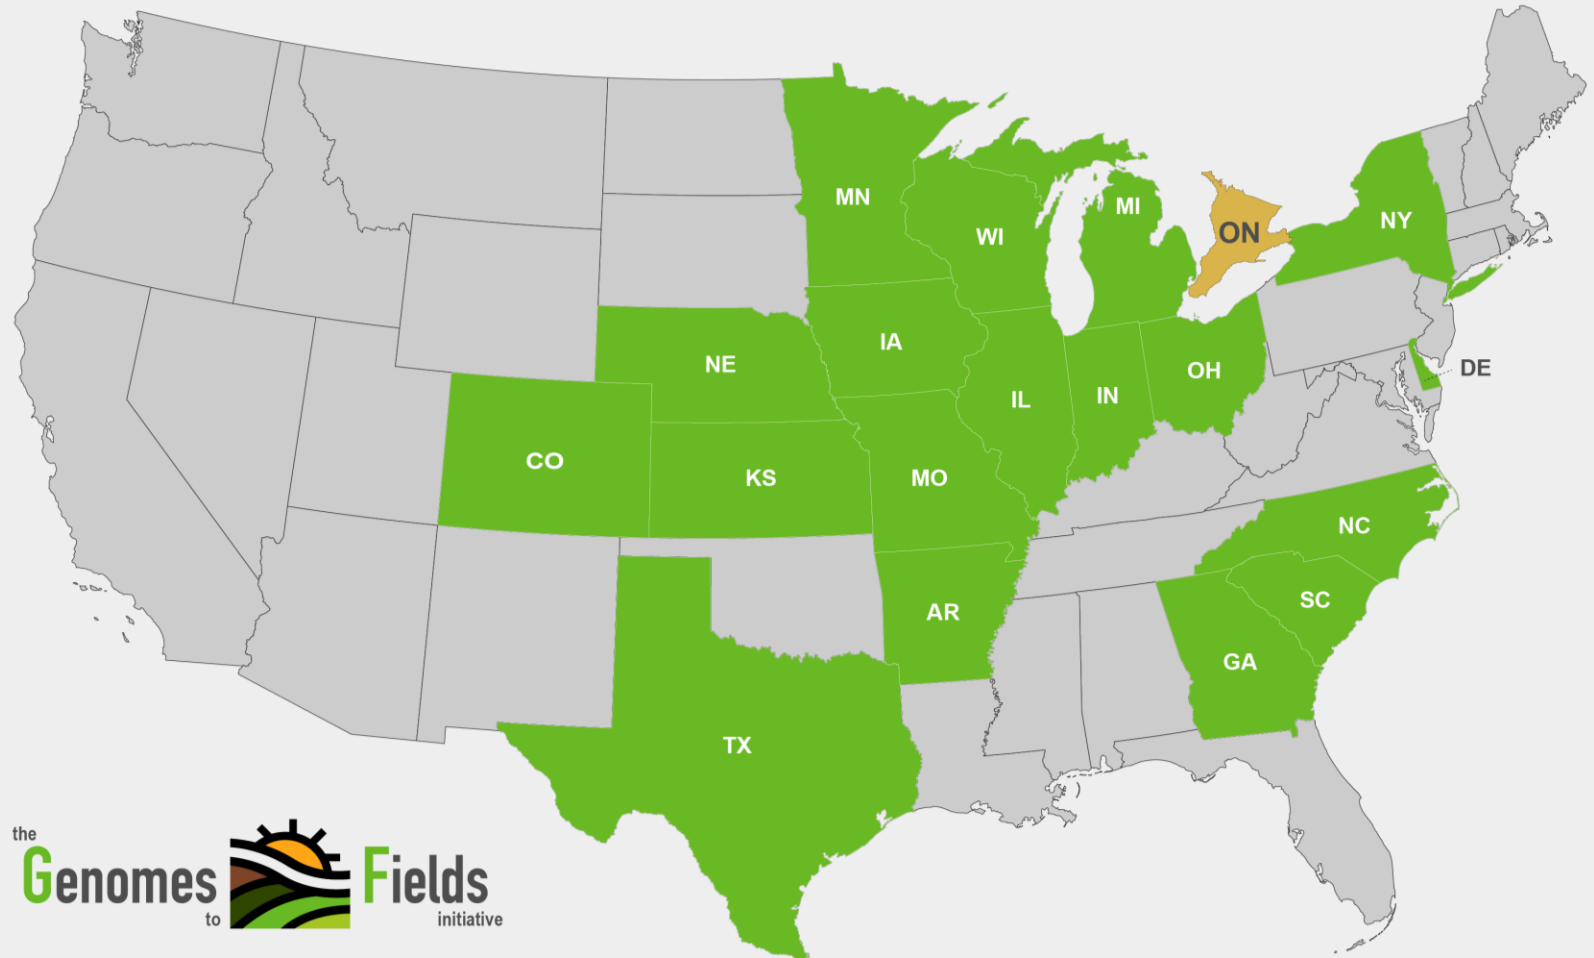 MN
WI
MI
ON
NY
NE
IA
IL
IN
OH
DE
CO
KS
MO
NC
AR
SC
GA
TX
the
Genomes
to
Fields
initiative